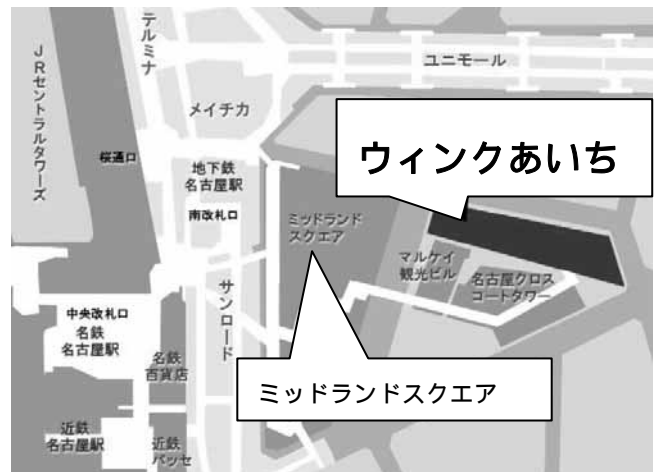 JRセントラルタワーズ
テルミナ
ユニモール
メイチカ
桜通口
地下鉄
名古屋駅
南改札口
ウィンクあいち
ミッドランド
スクエア
マルケイ
観光ビル
名古屋クロス
コートタワー
サンロード
中央改札口
名鉄
名古屋駅
名鉄
百貨店
ミッドランドスクエア
近鉄
名古屋駅
近鉄
パッセ